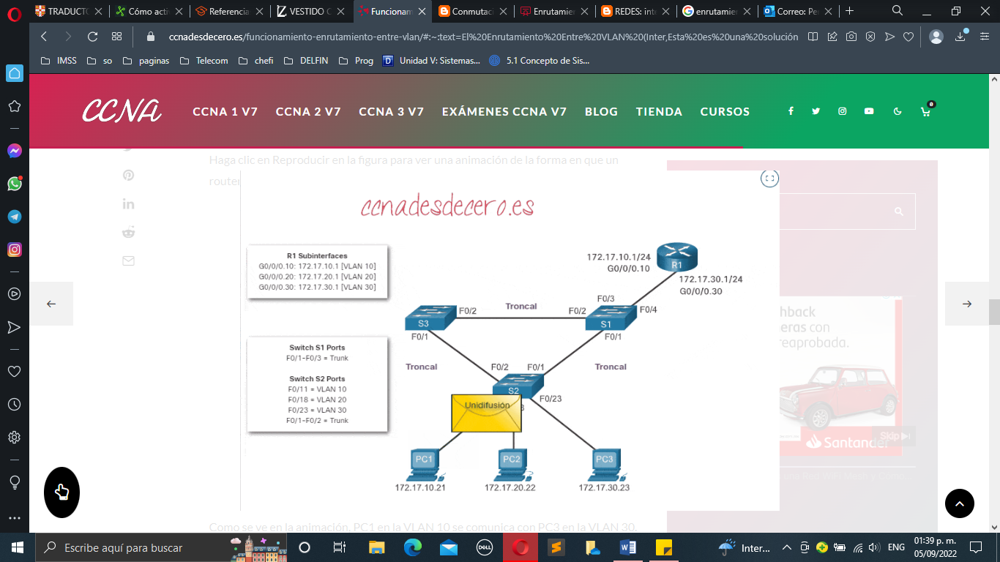 TRADUCTO
Cómo acti
Referencia
VESTIDO C
Funcionam
Conmutaci
Enrutamie
REDES: int
enrutamien
Correo: Pe
ccnadesdecero.es/funcionamiento-enrutamiento-entre-vlan/#:~:text=El%20Enrutamiento%20Entre%20VLAN%20(Inter,Esta%20es%20una%20solución
IMSS
so
paginas
Telecom
chefi
DELFIN
Prog
Unidad V: Sistemas...
5.1 Concepto de Sis...
CCNA
CCNA 1 V7
CCNA 2 V7
CCNA 3 V7
EXÁMENES CCNA V7
BLOG
TIENDA
CURSOS
0
Haga clic en Reproducir en la figura para ver una animación de la forma en que un
router
ccnadesdecero.es
R1 Subinterfaces
G0/0/0.10: 172.17.10.1 [VLAN 10]
G0/0/0.20: 172.17.20.1 [VLAN 20]
G0/0/0.30: 172.17.30.1 [VLAN 30]
172.17.10.1/24
G0/0/0.10
R1
172.17.30.1/24
G0/0/0.30
Troncal
F0/3
F0/2
F0/2
F0/4
S3
S1
F0/1
F0/1
Switch S1 Ports
F0/1-F0/3 = Trunk
Switch S2 Ports
F0/11 = VLAN 10
F0/18 = VLAN 20
F0/23 = VLAN 30
F0/1-F0/2 = Trunk
Troncal
F0/2
F0/1
Troncal
S2
F0/23
Unidifusión
PC1
PC2
PC3
172.17.10.21
172.17.20.22
172.17.30.23
hback
eras con
reaprobada.
Skip
Santander
Como se ve en la animación, PC1 en la VLAN 10 se comunica con PC3 en la VLAN 30.
Escribe aquí para buscar
DELL
Inter...
ENG
01:39 p. m.
05/09/2022